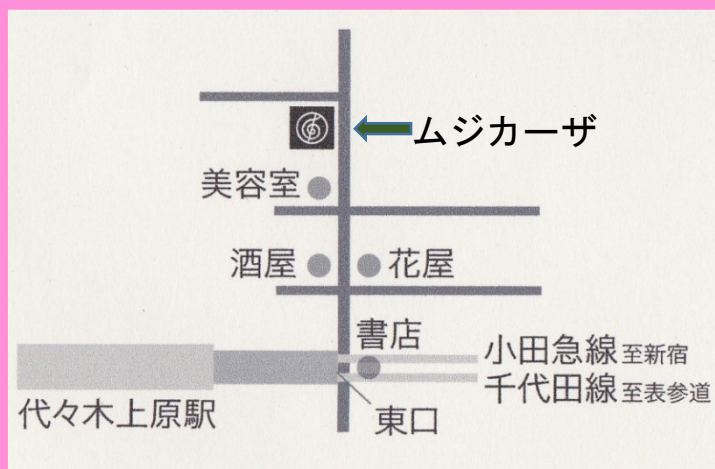 ムジカーザ
美容室
酒屋
花屋
書店
小田急線至新宿
千代田線至表参道
代々木上原駅
東口